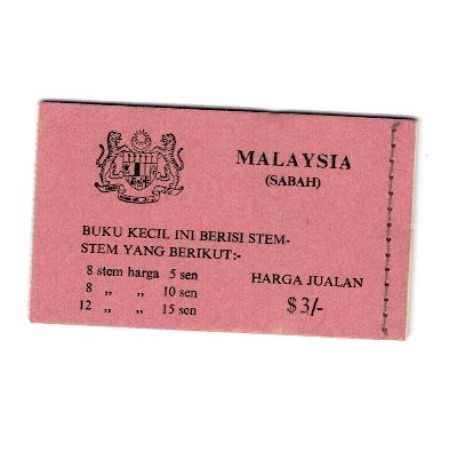 MALAYSIA
(SABAH)
BUKU KECIL INI BERISI STEM-
STEM YANG BERIKUT:-
8 stem harga 5 sen
8 „ „ 10 sen
12 „ „ 15 sen
HARGA JUALAN
$3/-